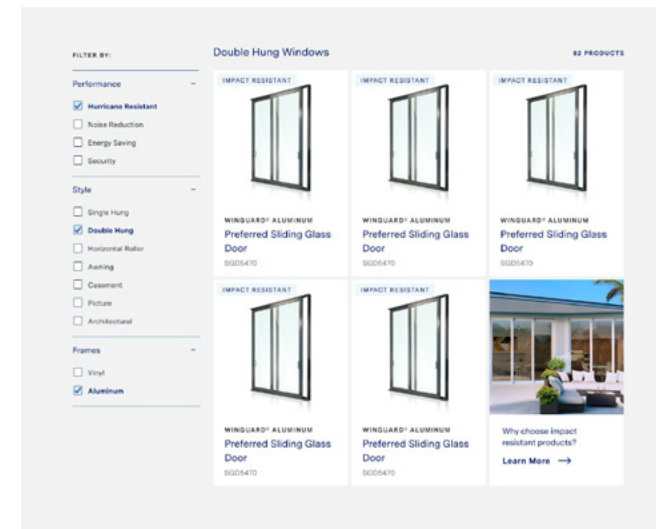 FILTER BY:
Double Hung Windows
82 PRODUCTS
Performance
Hurricane Resistant
Noise Reduction
Energy Saving
Security
Style
Single Hung
Double Hung
Horizontal Roller
Awning
Casement
Picture
Architectural
Frames
Vinyl
Aluminum
IMPACT RESISTANT
WINGUARD® ALUMINUM
Preferred Sliding Glass
Door
SGD5470
IMPACT RESISTANT
WINGUARD® ALUMINUM
Preferred Sliding Glass
Door
SGD5470
IMPACT RESISTANT
WINGUARD® ALUMINUM
Preferred Sliding Glass
Door
SGD5470
IMPACT RESISTANT
WINGUARD® ALUMINUM
Preferred Sliding Glass
Door
SGD5470
IMPACT RESISTANT
WINGUARD® ALUMINUM
Preferred Sliding Glass
Door
SGD5470
Why choose impact
resistant products?
Learn More →